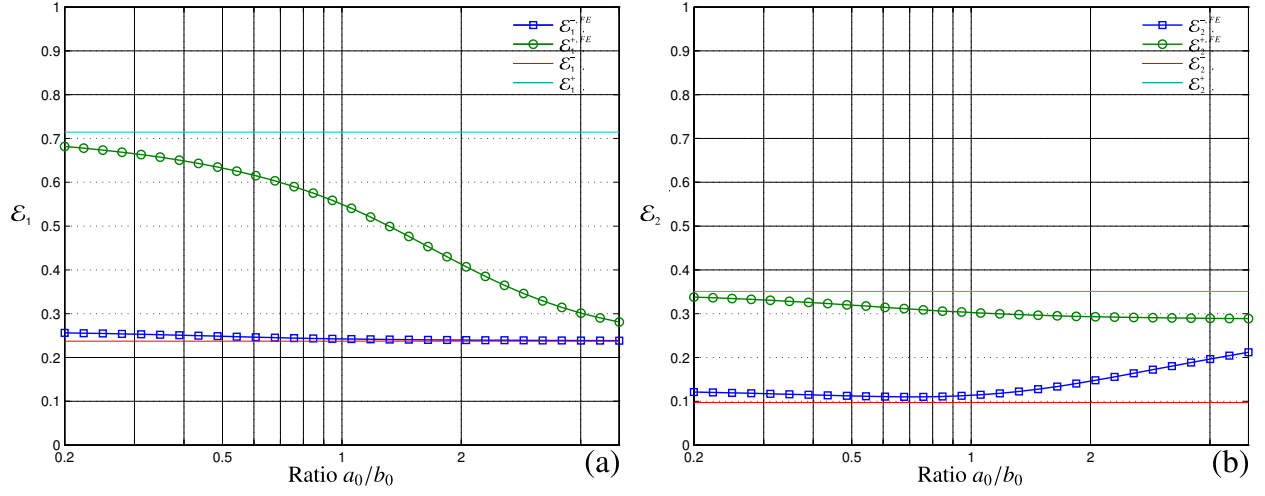 1
0.9
0.8
0.7
0.6
0.5
0.4
0.3
0.2
0.1
0
ℰ₁
0.2
0.5
1
2
Ratio a₀/b₀
(a)
ℰ₁⁻,FE
ℰ₁⁺,FE
ℰ₁⁻
ℰ₁⁺
1
0.9
0.8
0.7
0.6
0.5
0.4
0.3
0.2
0.1
0
ℰ₂
0.2
0.5
1
2
Ratio a₀/b₀
(b)
ℰ₂⁻,FE
ℰ₂⁺,FE
ℰ₂⁻
ℰ₂⁺